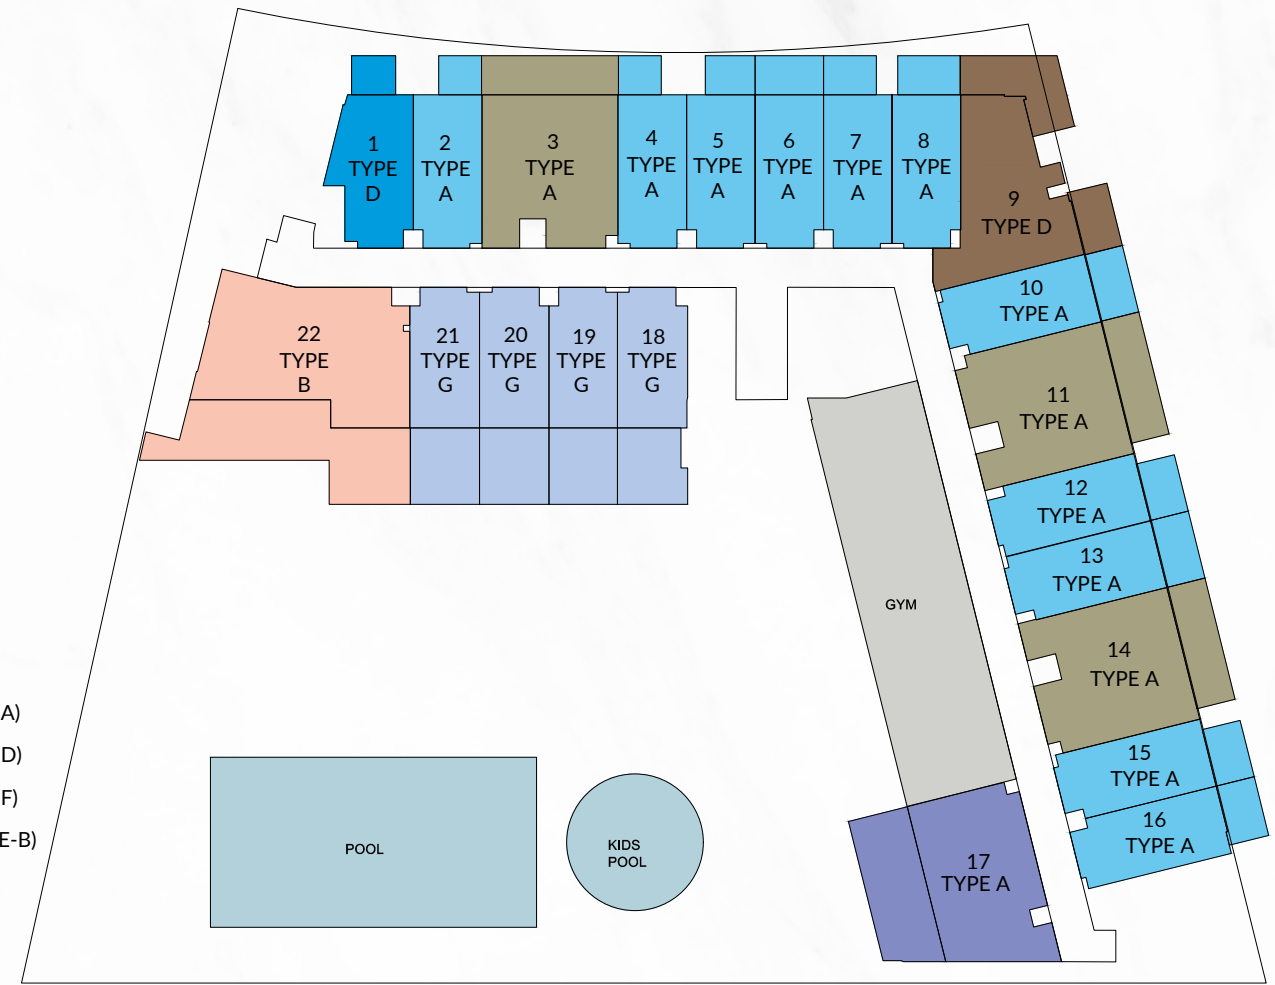 1
TYPE
D
2
TYPE
A
3
TYPE
A
4
TYPE
A
5
TYPE
A
6
TYPE
A
7
TYPE
A
8
TYPE
A
9
TYPE D
10
TYPE A
11
TYPE A
12
TYPE A
13
TYPE A
14
TYPE A
15
TYPE A
16
TYPE A
17
TYPE A
18
TYPE
G
19
TYPE
G
20
TYPE
G
21
TYPE
G
22
TYPE
B
GYM
POOL
KIDS
POOL
A)
D)
F)
E-B)